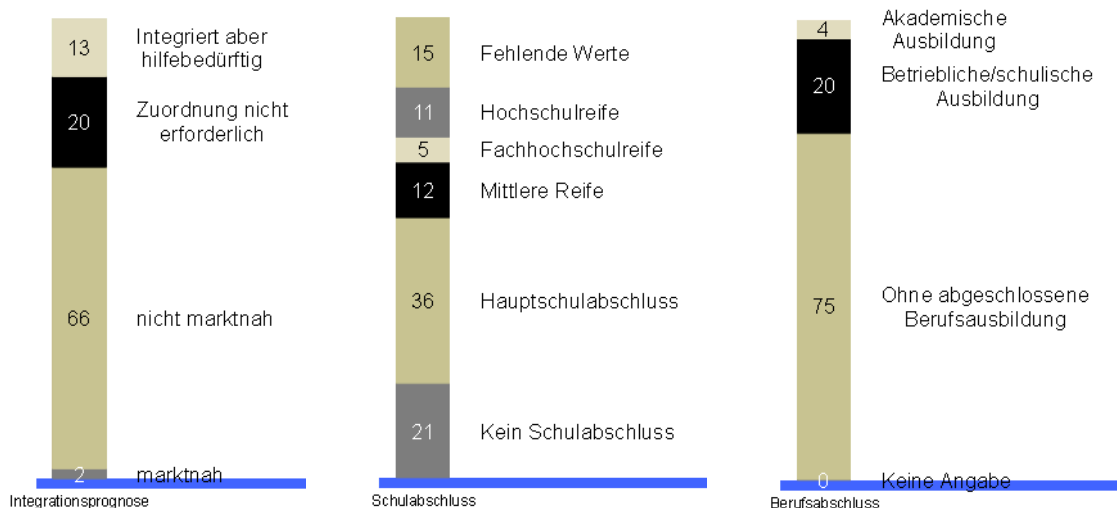 13
Integriert aber
hilfebedürftig
20
Zuordnung nicht
erforderlich
66
nicht marktnah
2
marktnah
Integrationsprognose
15
Fehlende Werte
11
Hochschulreife
5
Fachhochschulreife
12
Mittlere Reife
36
Hauptschulabschluss
21
Kein Schulabschluss
Schulabschluss
4
Akademische
Ausbildung
20
Betriebliche/schulische
Ausbildung
75
Ohne abgeschlossene
Berufsausbildung
0
Keine Angabe
Berufsabschluss